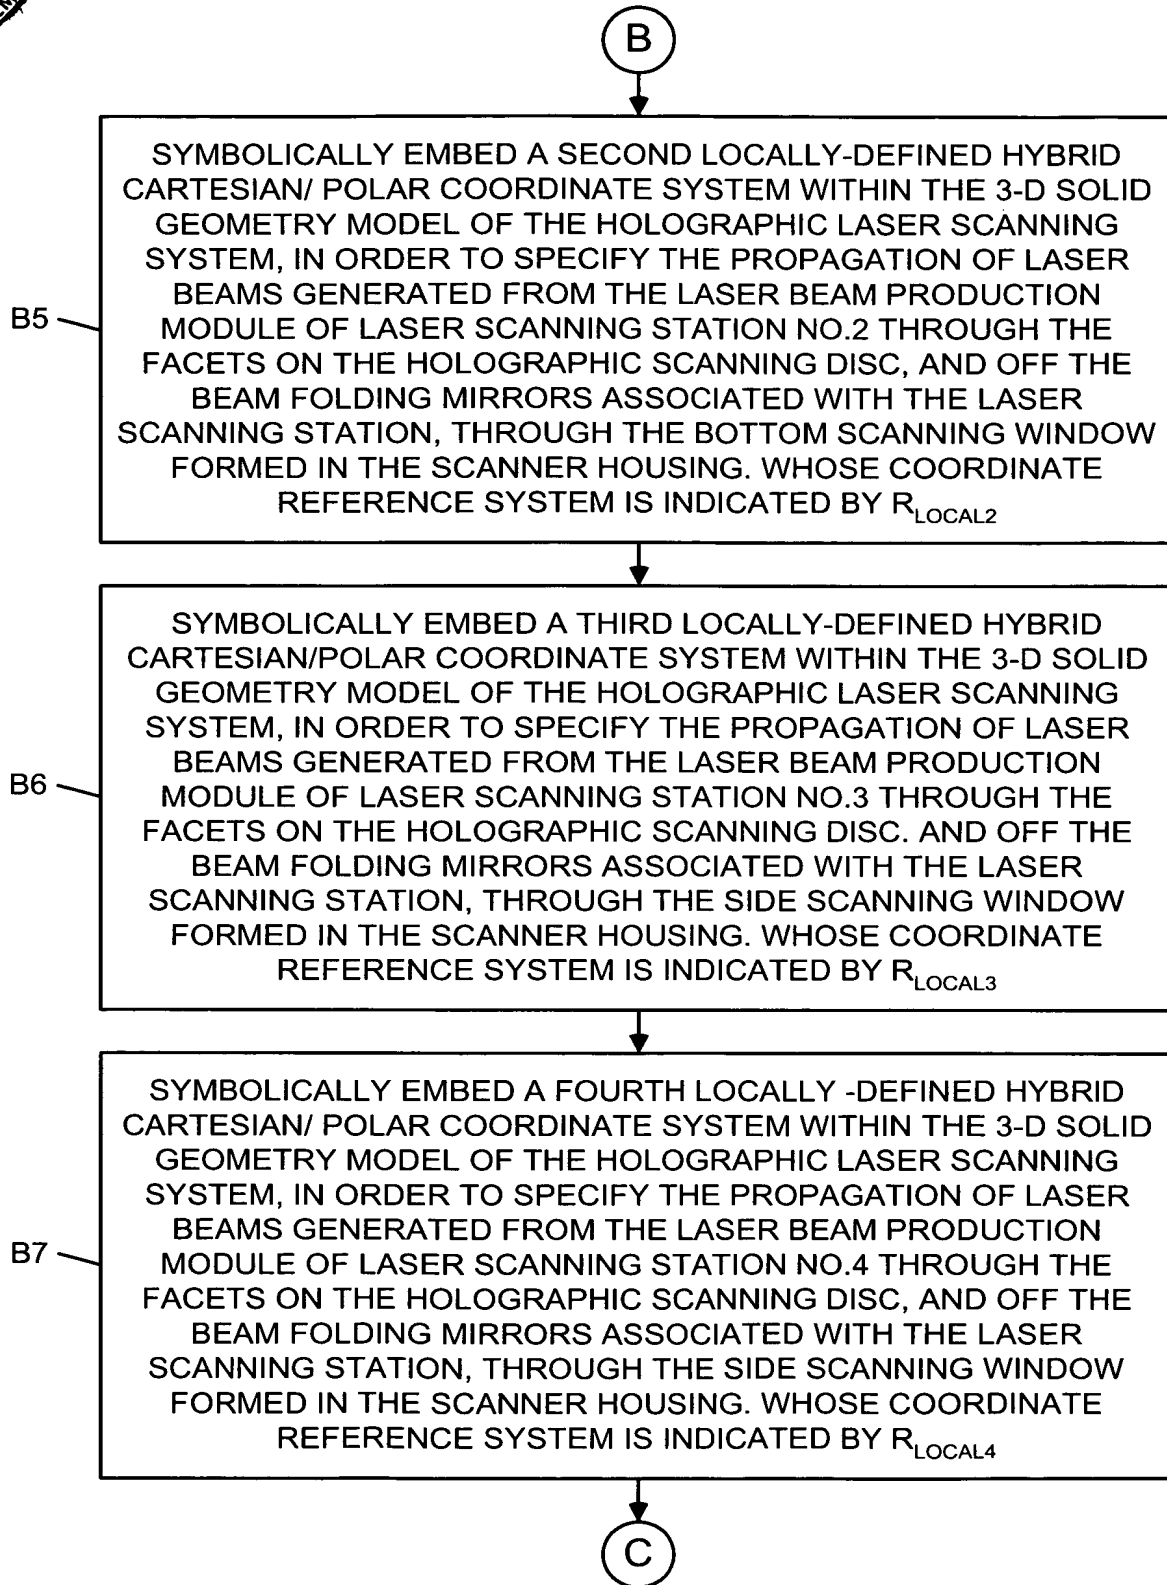 B
SYMBOLICALLY EMBED A SECOND LOCALLY-DEFINED HYBRID
CARTESIAN/ POLAR COORDINATE SYSTEM WITHIN THE 3-D SOLID
GEOMETRY MODEL OF THE HOLOGRAPHIC LASER SCANNING
SYSTEM, IN ORDER TO SPECIFY THE PROPAGATION OF LASER
BEAMS GENERATED FROM THE LASER BEAM PRODUCTION
MODULE OF LASER SCANNING STATION NO.2 THROUGH THE
FACETS ON THE HOLOGRAPHIC SCANNING DISC, AND OFF THE
BEAM FOLDING MIRRORS ASSOCIATED WITH THE LASER
SCANNING STATION, THROUGH THE BOTTOM SCANNING WINDOW
FORMED IN THE SCANNER HOUSING. WHOSE COORDINATE
REFERENCE SYSTEM IS INDICATED BY RLOCAL2
B5
SYMBOLICALLY EMBED A THIRD LOCALLY-DEFINED HYBRID
CARTESIAN/POLAR COORDINATE SYSTEM WITHIN THE 3-D SOLID
GEOMETRY MODEL OF THE HOLOGRAPHIC LASER SCANNING
SYSTEM, IN ORDER TO SPECIFY THE PROPAGATION OF LASER
BEAMS GENERATED FROM THE LASER BEAM PRODUCTION
MODULE OF LASER SCANNING STATION NO.3 THROUGH THE
FACETS ON THE HOLOGRAPHIC SCANNING DISC. AND OFF THE
BEAM FOLDING MIRRORS ASSOCIATED WITH THE LASER
SCANNING STATION, THROUGH THE SIDE SCANNING WINDOW
FORMED IN THE SCANNER HOUSING. WHOSE COORDINATE
REFERENCE SYSTEM IS INDICATED BY RLOCAL3
B6
SYMBOLICALLY EMBED A FOURTH LOCALLY -DEFINED HYBRID
CARTESIAN/ POLAR COORDINATE SYSTEM WITHIN THE 3-D SOLID
GEOMETRY MODEL OF THE HOLOGRAPHIC LASER SCANNING
SYSTEM, IN ORDER TO SPECIFY THE PROPAGATION OF LASER
BEAMS GENERATED FROM THE LASER BEAM PRODUCTION
MODULE OF LASER SCANNING STATION NO.4 THROUGH THE
FACETS ON THE HOLOGRAPHIC SCANNING DISC, AND OFF THE
BEAM FOLDING MIRRORS ASSOCIATED WITH THE LASER
SCANNING STATION, THROUGH THE SIDE SCANNING WINDOW
FORMED IN THE SCANNER HOUSING. WHOSE COORDINATE
REFERENCE SYSTEM IS INDICATED BY RLOCAL4
B7
C